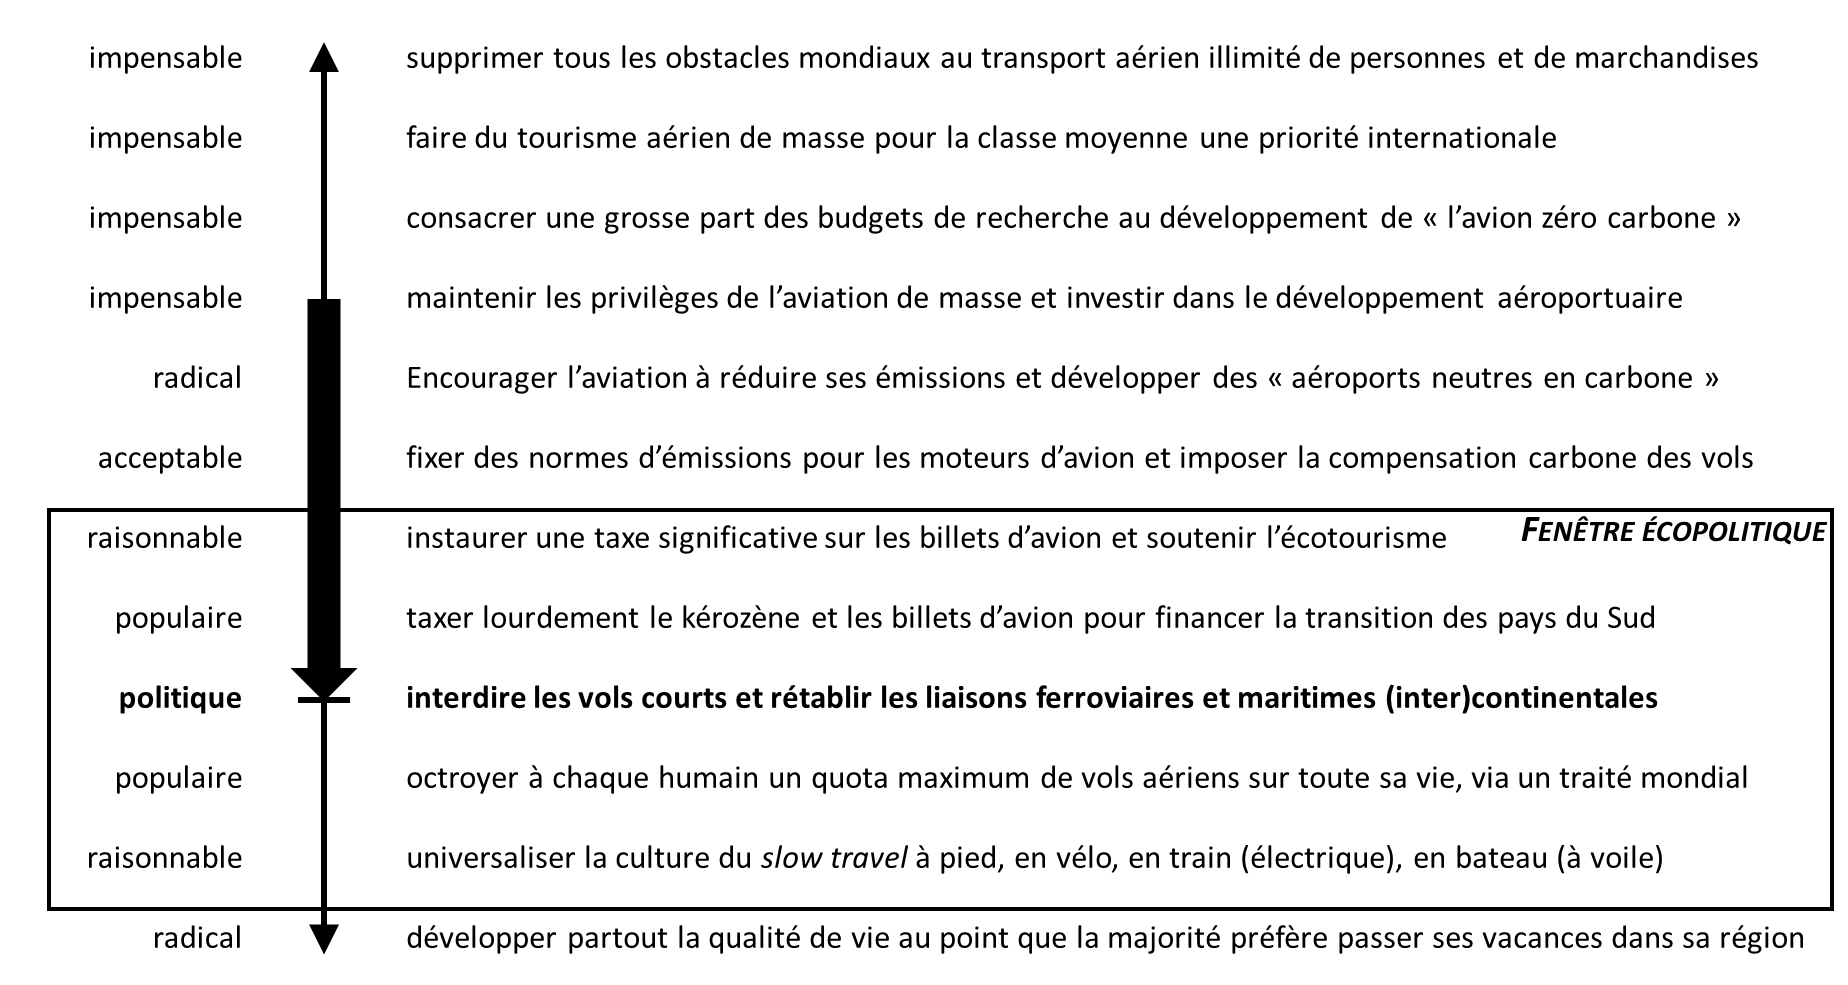 impensable supprimer tous les obstacles mondiaux au transport aérien illimité de personnes et de marchandises
impensable faire du tourisme aérien de masse pour la classe moyenne une priorité internationale
impensable consacrer une grosse part des budgets de recherche au développement de « l’avion zéro carbone »
impensable maintenir les privilèges de l’aviation de masse et investir dans le développement aéroportuaire
radical Encourager l’aviation à réduire ses émissions et développer des « aéroports neutres en carbone »
acceptable fixer des normes d’émissions pour les moteurs d’avion et imposer la compensation carbone des vols
raisonnable instaurer une taxe significative sur les billets d’avion et soutenir l’écotourisme FENÊTRE ÉCOPOLITIQUE
populaire taxer lourdement le kérozène et les billets d’avion pour financer la transition des pays du Sud
politique interdire les vols courts et rétablir les liaisons ferroviaires et maritimes (inter)continentales
populaire octroyer à chaque humain un quota maximum de vols aériens sur toute sa vie, via un traité mondial
raisonnable universaliser la culture du slow travel à pied, en vélo, en train (électrique), en bateau (à voile)
radical développer partout la qualité de vie au point que la majorité préfère passer ses vacances dans sa région